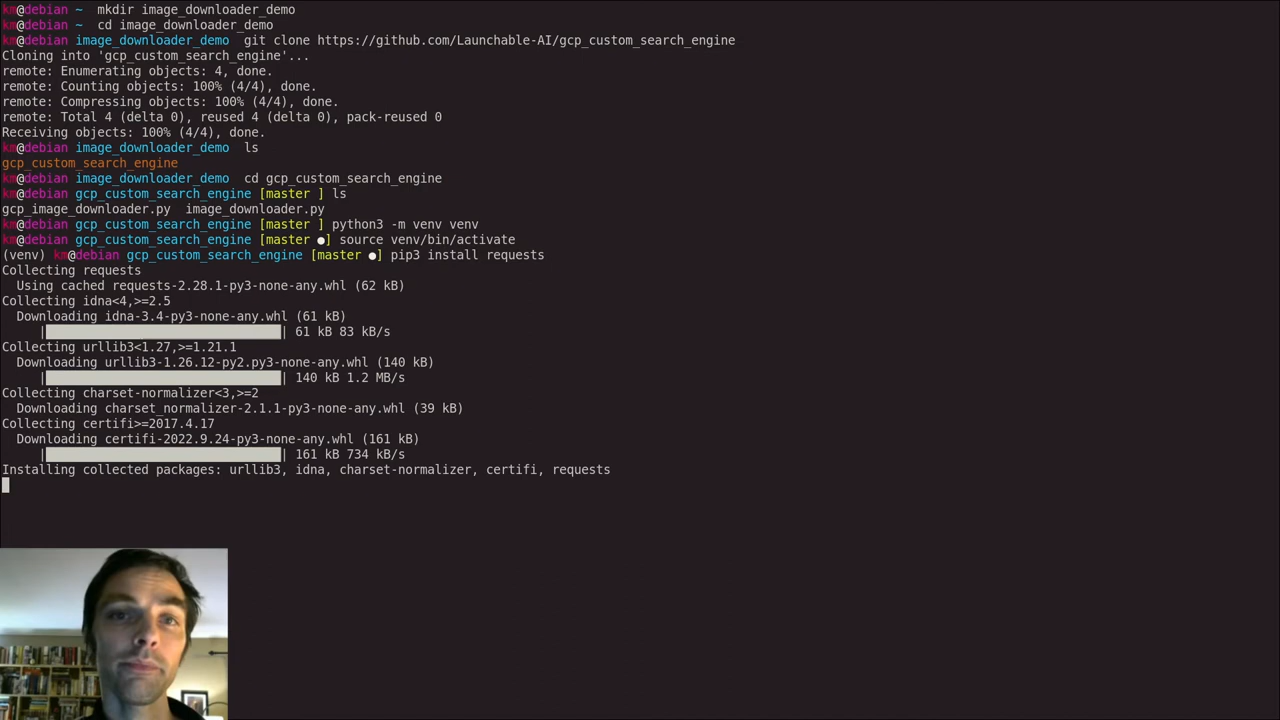 km@debian ~  mkdir image_downloader_demo
km@debian ~  cd image_downloader_demo
km@debian image_downloader_demo  git clone https://github.com/Launchable-AI/gcp_custom_search_engine
Cloning into 'gcp_custom_search_engine'...
remote: Enumerating objects: 4, done.
remote: Counting objects: 100% (4/4), done.
remote: Compressing objects: 100% (4/4), done.
remote: Total 4 (delta 0), reused 4 (delta 0), pack-reused 0
Receiving objects: 100% (4/4), done.
km@debian image_downloader_demo  ls
gcp_custom_search_engine
km@debian image_downloader_demo  cd gcp_custom_search_engine
km@debian gcp_custom_search_engine [master ] ls
gcp_image_downloader.py  image_downloader.py
km@debian gcp_custom_search_engine [master ] python3 -m venv venv
km@debian gcp_custom_search_engine [master ●] source venv/bin/activate
(venv) km@debian gcp_custom_search_engine [master ●] pip3 install requests
Collecting requests
  Using cached requests-2.28.1-py3-none-any.whl (62 kB)
Collecting idna<4,>=2.5
  Downloading idna-3.4-py3-none-any.whl (61 kB)
     |████████████████████████████████| 61 kB 83 kB/s
Collecting urllib3<1.27,>=1.21.1
  Downloading urllib3-1.26.12-py2.py3-none-any.whl (140 kB)
     |████████████████████████████████| 140 kB 1.2 MB/s
Collecting charset-normalizer<3,>=2
  Downloading charset_normalizer-2.1.1-py3-none-any.whl (39 kB)
Collecting certifi>=2017.4.17
  Downloading certifi-2022.9.24-py3-none-any.whl (161 kB)
     |████████████████████████████████| 161 kB 734 kB/s
Installing collected packages: urllib3, idna, charset-normalizer, certifi, requests